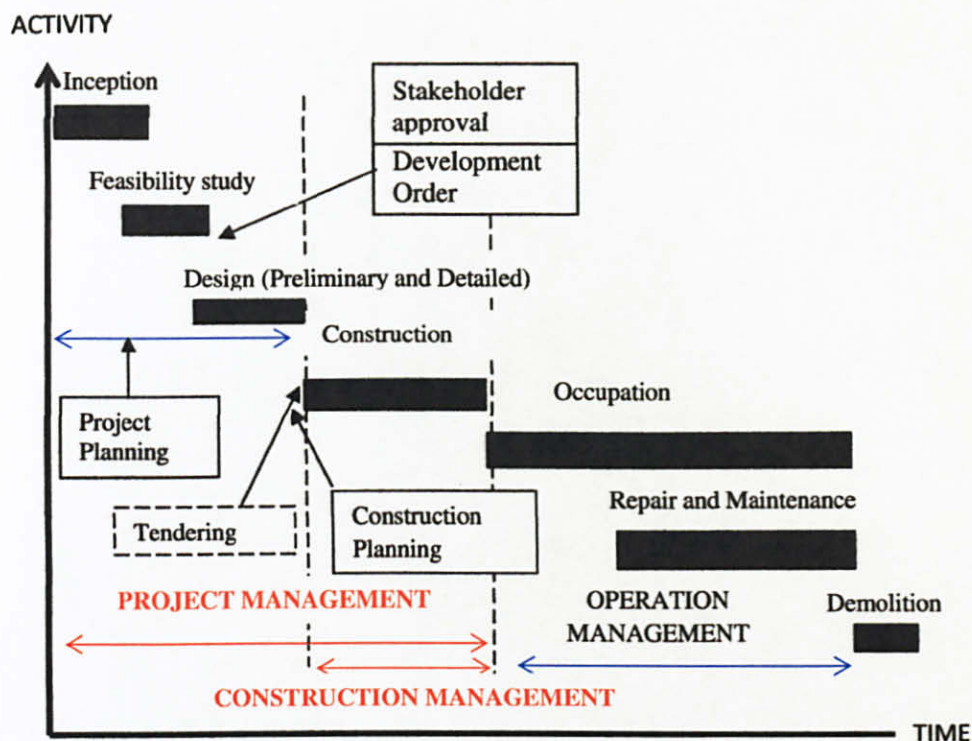 ACTIVITY
Inception
Stakeholder
approval
Development
Order
Feasibility study
Design (Preliminary and Detailed)
Construction
Occupation
Project
Planning
Repair and Maintenance
Tendering
Construction
Planning
PROJECT MANAGEMENT
OPERATION
MANAGEMENT
Demolition
CONSTRUCTION MANAGEMENT
TIME